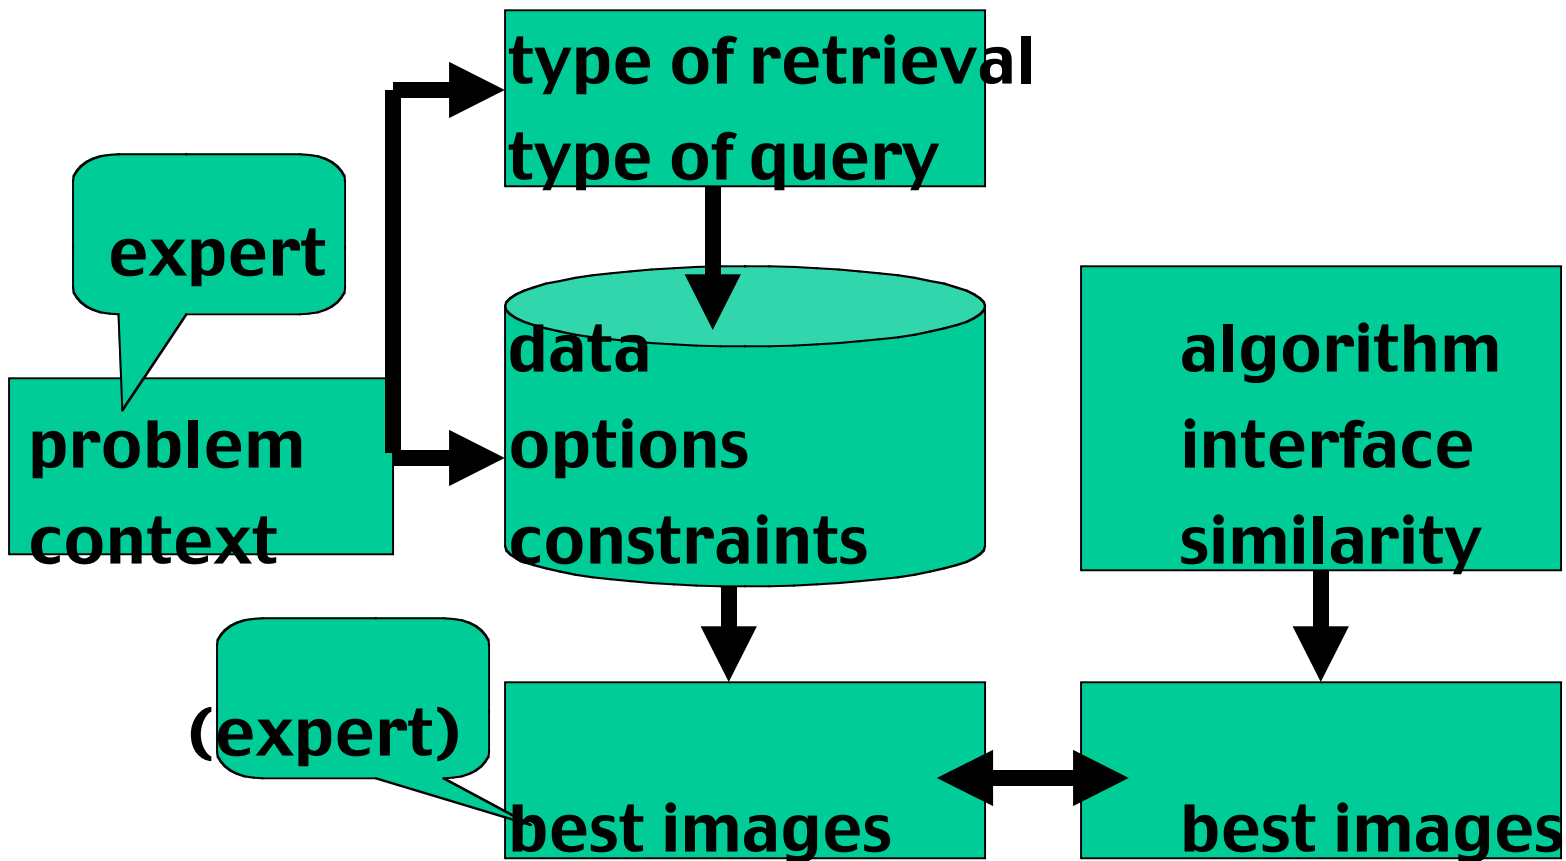 type of retrieval
type of query
expert
problem
context
data
options
constraints
algorithm
interface
similarity
(expert)
best images
best images